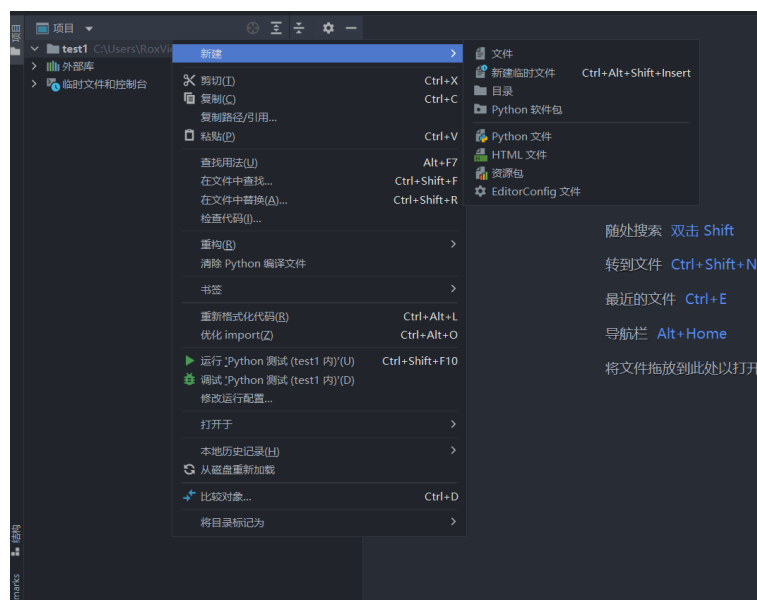 项目
项目
test1 C:\Users\RoxVi
外部库
临时文件和控制台
新建
剪切(T) Ctrl+X
复制(C) Ctrl+C
复制路径/引用...
粘贴(P) Ctrl+V
查找用法(U) Alt+F7
在文件中查找... Ctrl+Shift+F
在文件中替换(A)... Ctrl+Shift+R
检查代码(I)...
重构(R)
清除 Python 编译文件
书签
重新格式化代码(R) Ctrl+Alt+L
优化 import(Z) Ctrl+Alt+O
运行 'Python 测试 (test1 内)'(U) Ctrl+Shift+F10
调试 'Python 测试 (test1 内)'(D)
修改运行配置...
打开于
本地历史记录(H)
从磁盘重新加载
比较对象... Ctrl+D
将目录标记为
文件
新建临时文件 Ctrl+Alt+Shift+Insert
目录
Python 软件包
Python 文件
HTML 文件
资源包
EditorConfig 文件
随处搜索 双击 Shift
转到文件 Ctrl+Shift+N
最近的文件 Ctrl+E
导航栏 Alt+Home
将文件拖放到此处以打开
结构
marks